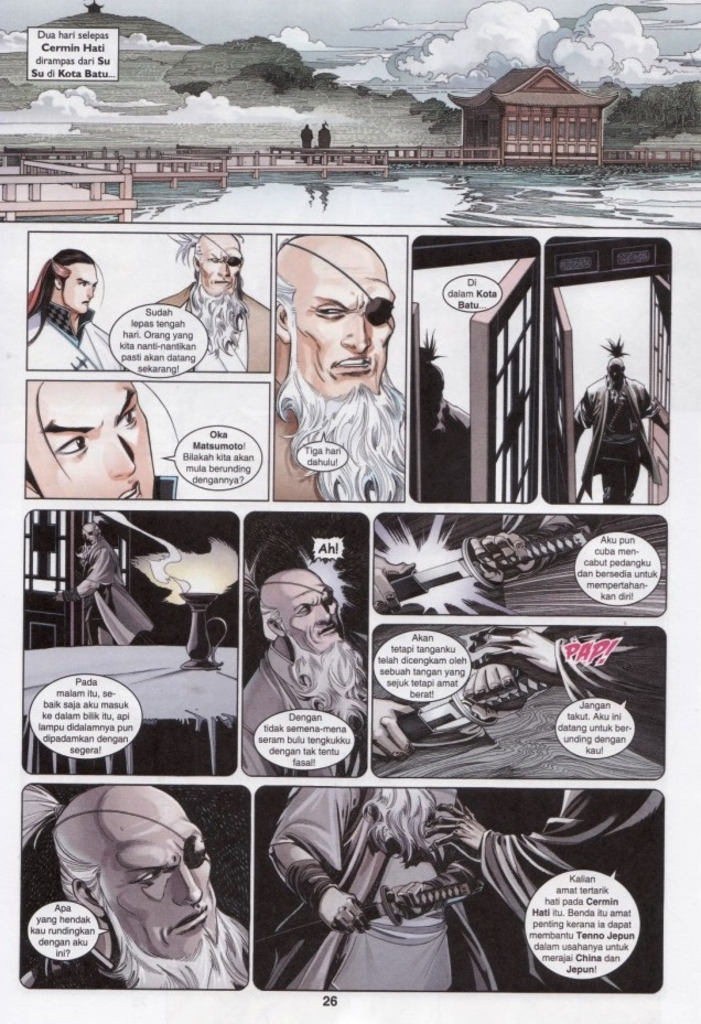 Dua hari selepas
Cermin Hati
dirampas dari Su
Su di Kota Batu...
Sudah
lepas tengah
hari. Orang yang
kita nanti-nantikan
pasti akan datang
sekarang!
Oka
Matsumoto!
Bilakah kita akan
mula berunding
dengannya?
Tiga hari
dahulu!
Di
dalam Kota
Batu...
Pada
malam itu, se-
baik saja aku masuk
ke dalam bilik itu, api
lampu didalamnya pun
dipadamkan dengan
segera!
Ah!
Dengan
tidak semena-mena
seram bulu tengkukku
dengan tak tentu
fasal!
Aku pun
cuba men-
cabut pedangku
dan bersedia untuk
mempertahan-
kan diri!
Akan
tetapi tanganku
telah dicengkam oleh
sebuah tangan yang
sejuk tetapi amat
berat!
PAP!
Jangan
takut. Aku ini
datang untuk ber-
unding dengan
kau!
Apa
yang hendak
kau rundingkan
dengan aku
ini?
Kalian
amat tertarik
hati pada Cermin
Hati itu. Benda itu amat
penting kerana ia dapat
membantu Tenno Jepun
dalam usahanya untuk
merajai China dan
Jepun!
26